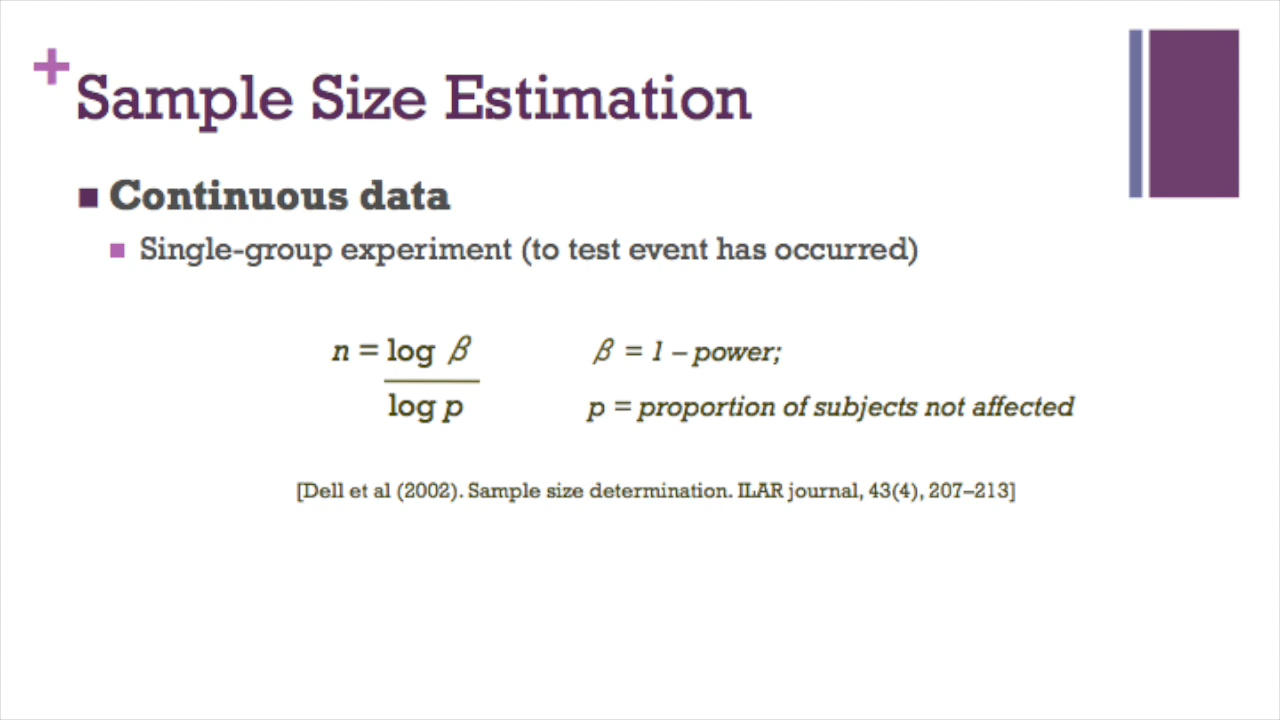 +
Sample Size Estimation
Continuous data
Single-group experiment (to test event has occurred)
n = log β
log p
β = 1 – power;
p = proportion of subjects not affected
[Dell et al (2002). Sample size determination. ILAR journal, 43(4), 207–213]